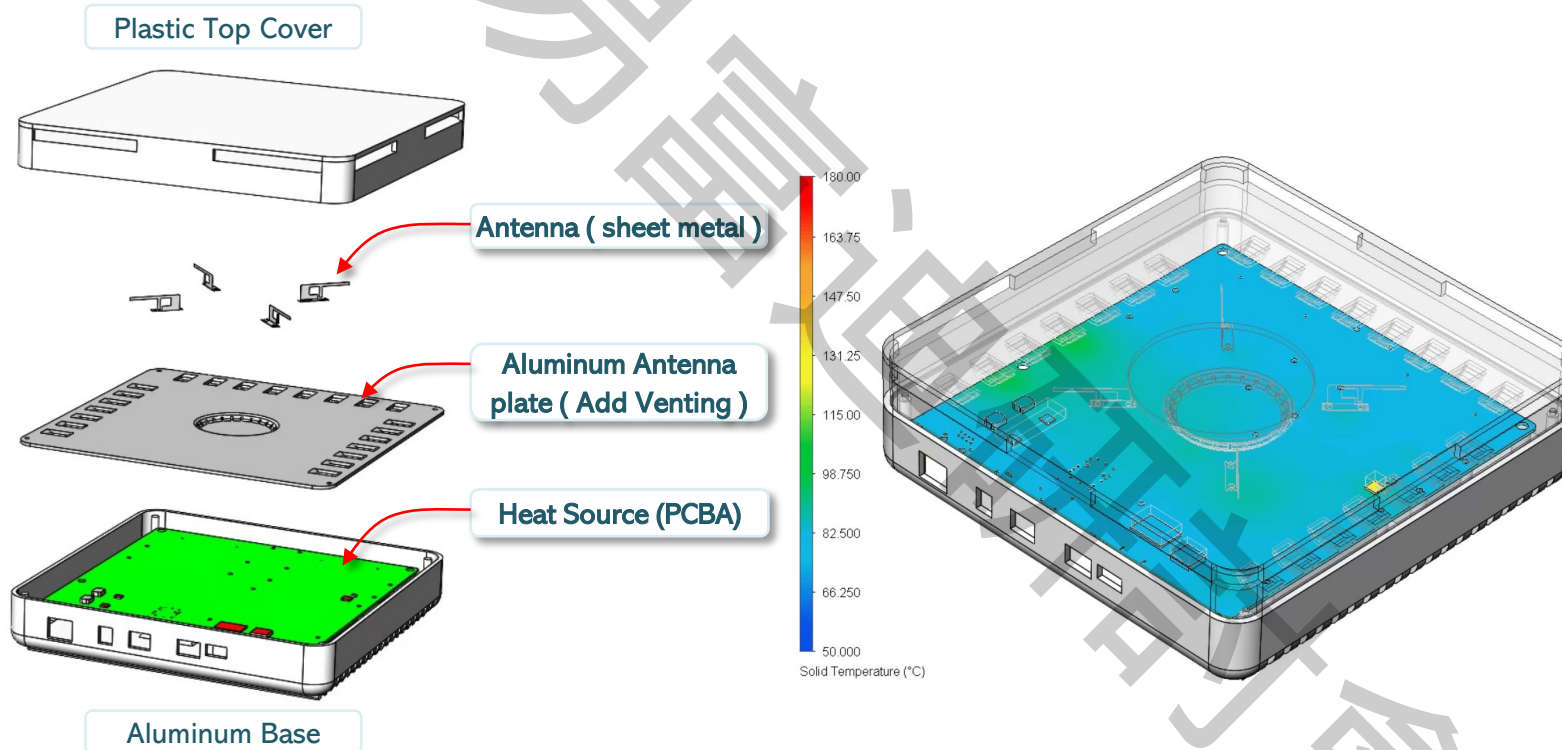 Plastic Top Cover
Antenna ( sheet metal )
Aluminum Antenna
plate ( Add Venting )
Heat Source (PCBA)
Aluminum Base
180.00
163.75
147.50
131.25
115.00
98.750
82.500
66.250
50.000
Solid Temperature (°C)